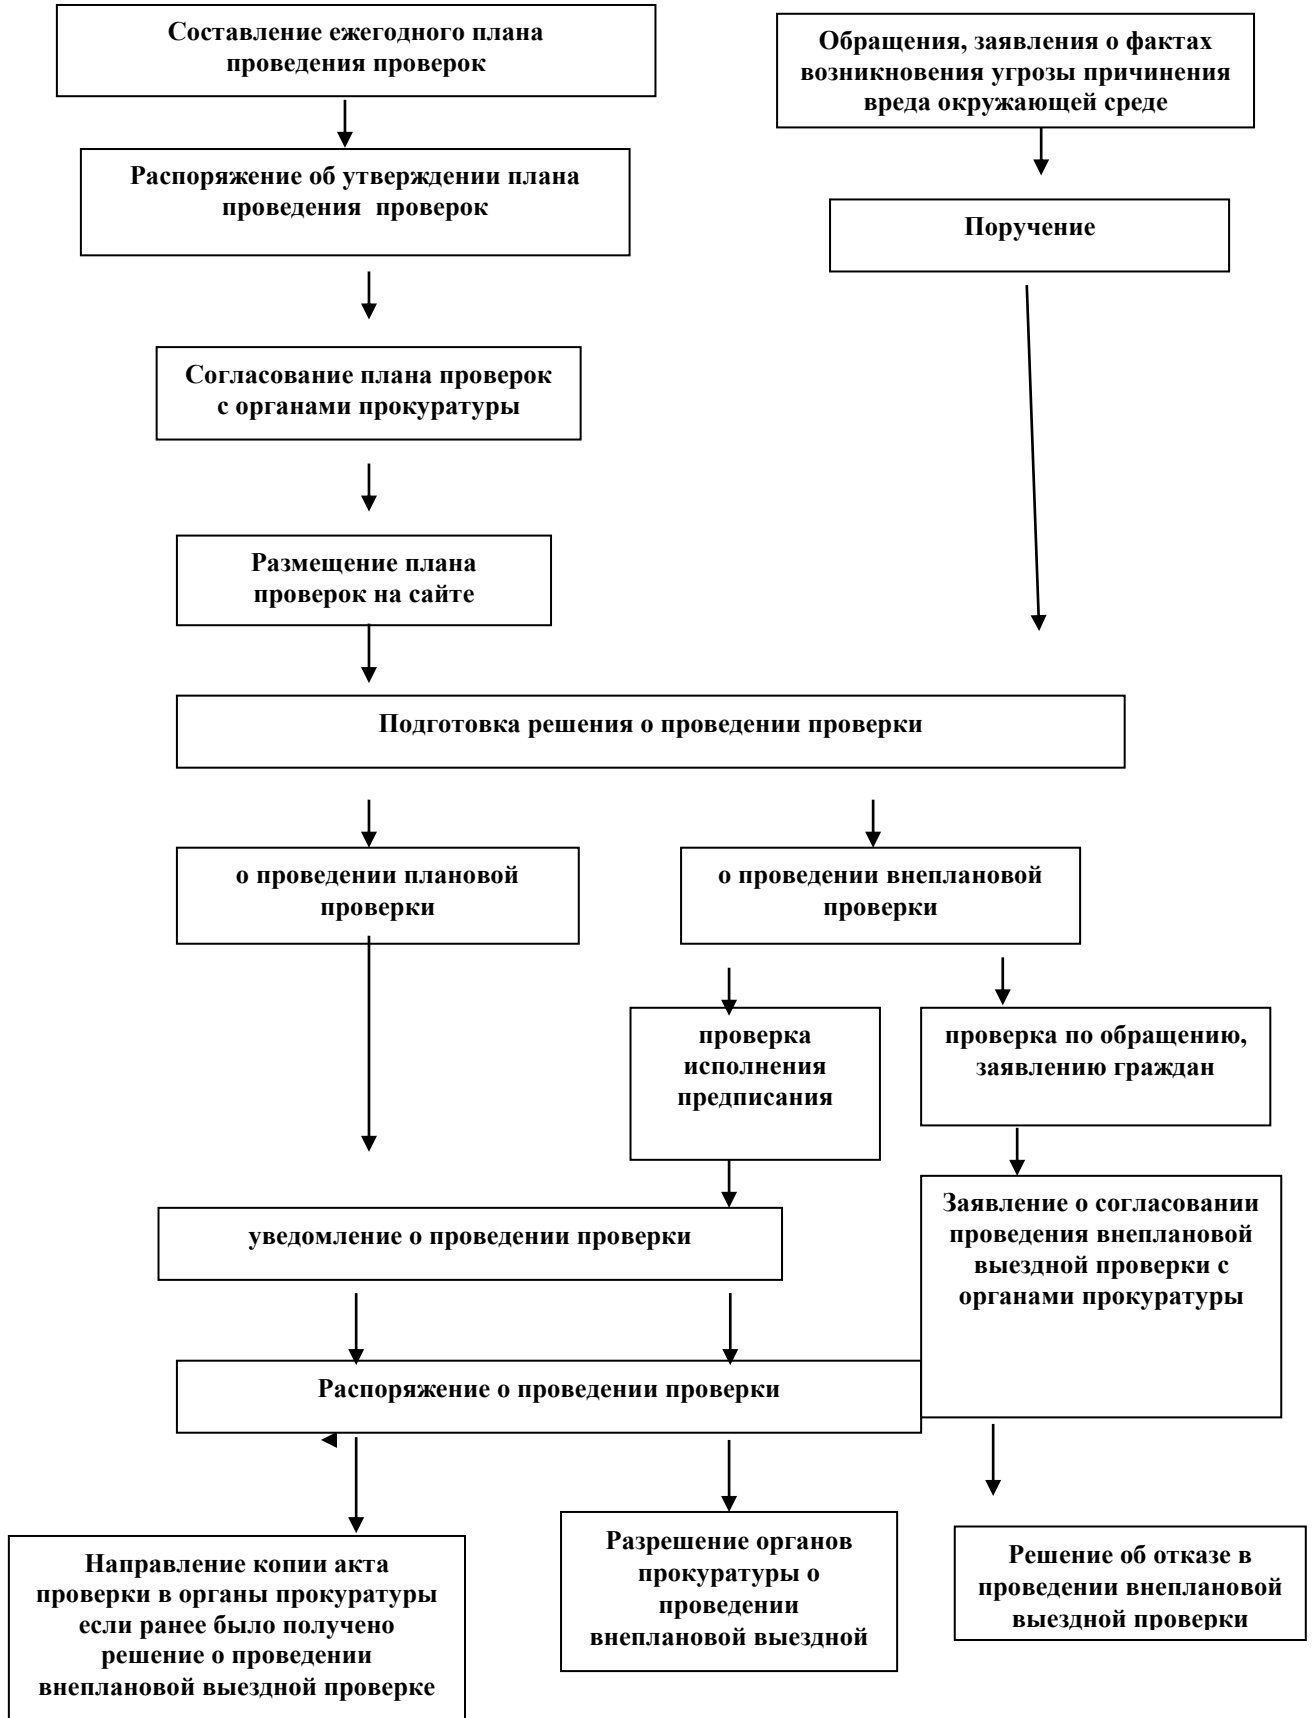 Составление ежегодного плана
проведения проверок
Обращения, заявления о фактах
возникновения угрозы причинения
вреда окружающей среде
Распоряжение об утверждении плана
проведения проверок
Поручение
Согласование плана проверок
с органами прокуратуры
Размещение плана
проверок на сайте
Подготовка решения о проведении проверки
о проведении плановой
проверки
о проведении внеплановой
проверки
проверка
исполнения
предписания
проверка по обращению,
заявлению граждан
уведомление о проведении проверки
Заявление о согласовании
проведения внеплановой
выездной проверки с
органами прокуратуры
Распоряжение о проведении проверки
Направление копии акта
проверки в органы прокуратуры
если ранее было получено
решение о проведении
внеплановой выездной проверке
Разрешение органов
прокуратуры о
проведении
внеплановой выездной
Решение об отказе в
проведении внеплановой
выездной проверки